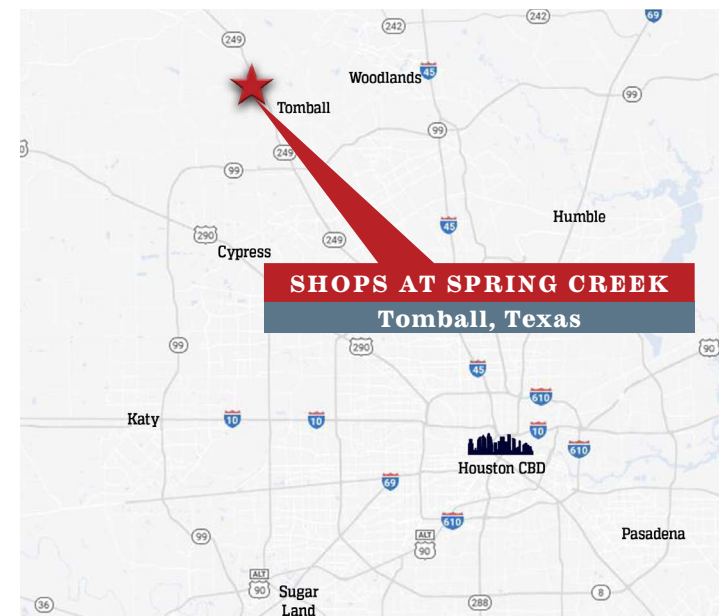 242
69
249
242
Woodlands
45
Tomball
99
99
249
99
Humble
45
290
249
Cypress
SHOPS AT SPRING CREEK
Tomball, Texas
99
290
90
45
610
Katy
10
10
10
610
Houston CBD
69
610
99
Pasadena
ALT
90
ALT
90
Sugar
Land
8
288
36